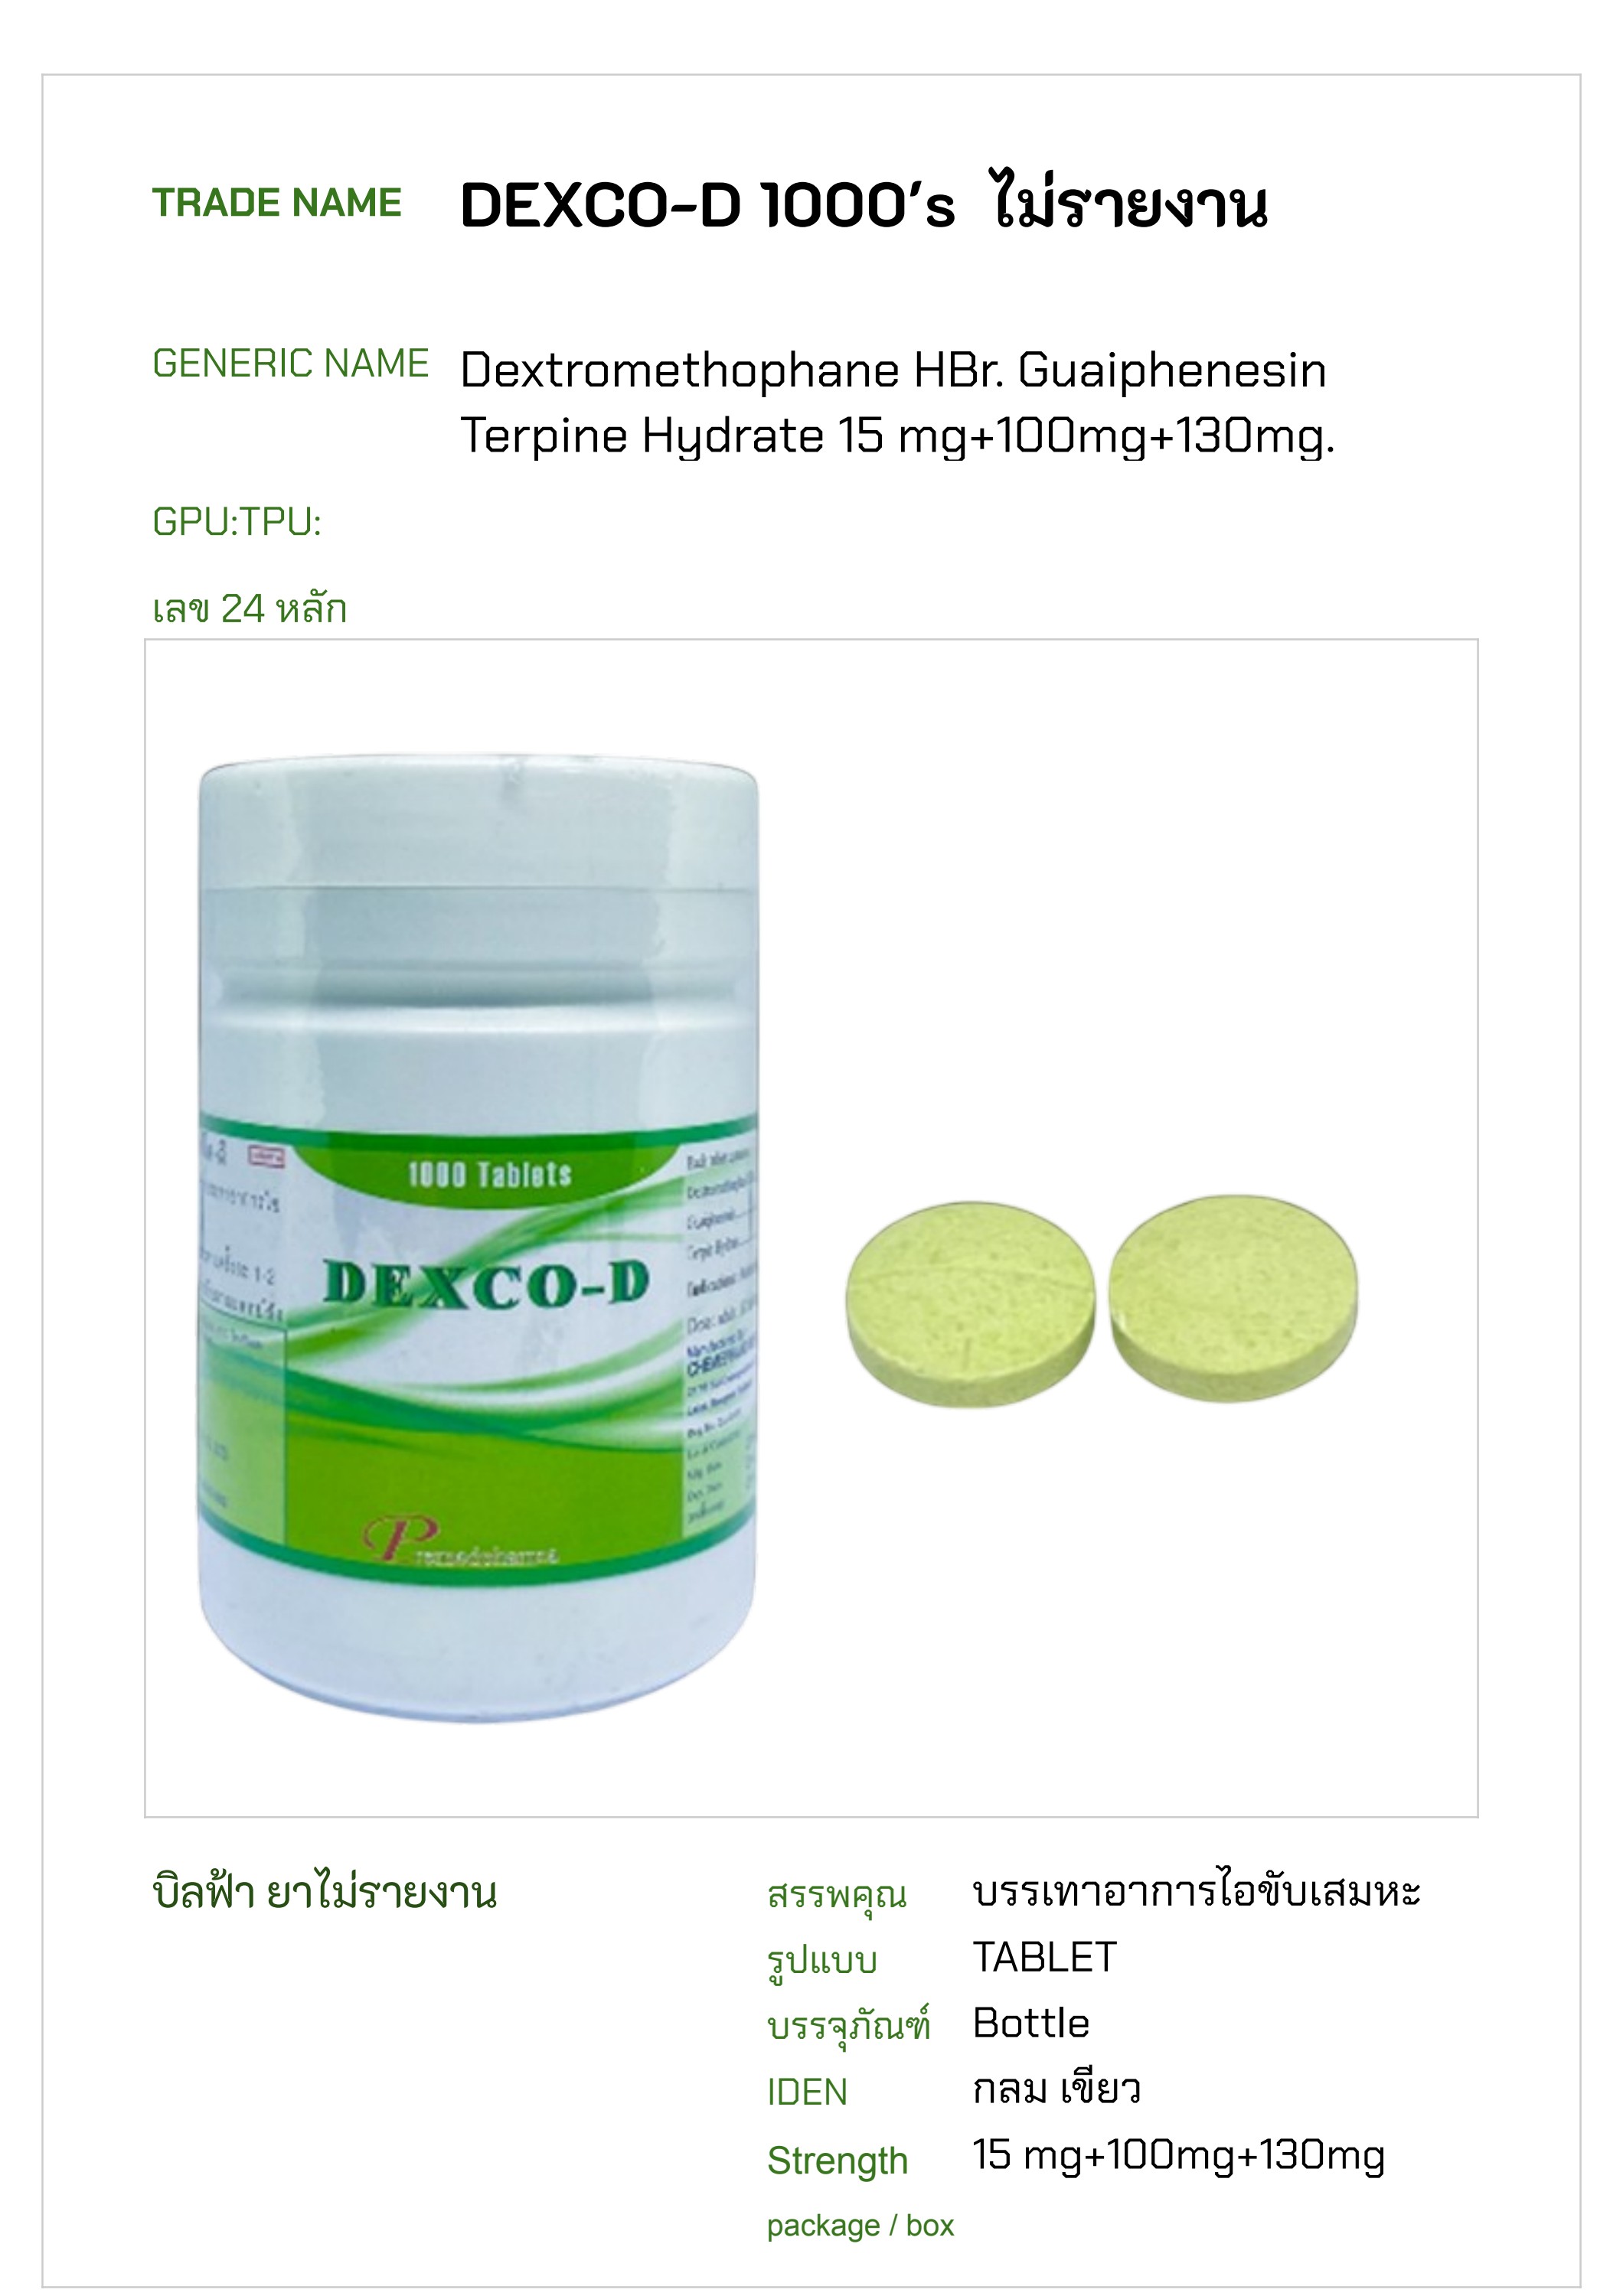 TRADE NAME DEXCO-D 1000's ไม่รายงาน
GENERIC NAME Dextromethophane HBr. Guaiphenesin
Terpine Hydrate 15 mg+100mg+130mg.
GPU:TPU:
เลข 24 หลัก
1000 Tablets
DEXCO-D
บิลฟ้า ยาไม่รายงาน
สรรพคุณ บรรเทาอาการไอขับเสมหะ
รูปแบบ TABLET
บรรจุภัณฑ์ Bottle
IDEN กลม เขียว
Strength 15 mg+100mg+130mg
package / box